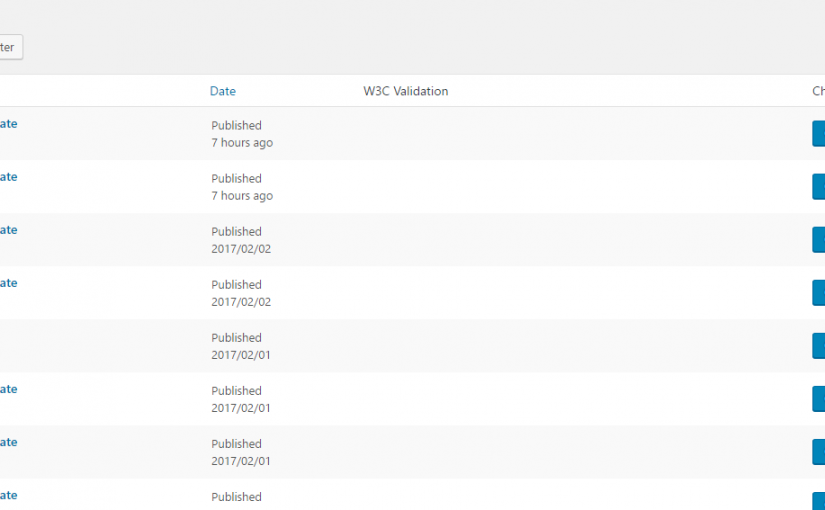 ter
Date W3C Validation Ch
ate Published
7 hours ago
ate Published
7 hours ago
ate Published
2017/02/02
ate Published
2017/02/02
Published
2017/02/01
ate Published
2017/02/01
ate Published
2017/02/01
ate Published